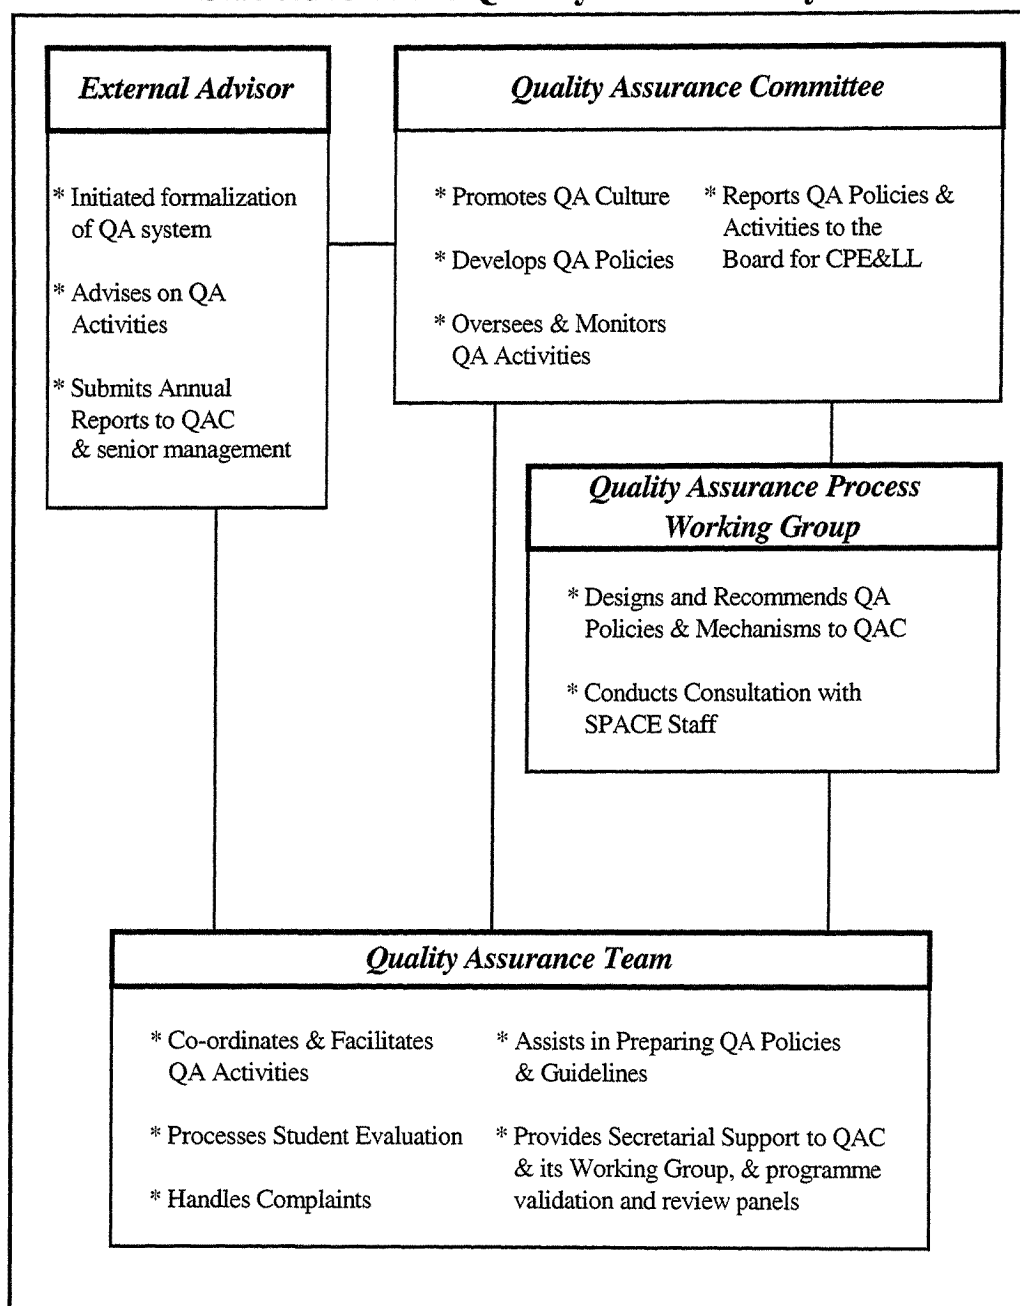 External Advisor
* Initiated formalization
of QA system
* Advises on QA
Activities
* Submits Annual
Reports to QAC
& senior management
Quality Assurance Committee
* Promotes QA Culture
* Develops QA Policies
* Oversees & Monitors
QA Activities
* Reports QA Policies &
Activities to the
Board for CPE&LL
Quality Assurance Process
Working Group
* Designs and Recommends QA
Policies & Mechanisms to QAC
* Conducts Consultation with
SPACE Staff
Quality Assurance Team
* Co-ordinates & Facilitates
QA Activities
* Processes Student Evaluation
* Handles Complaints
* Assists in Preparing QA Policies
& Guidelines
* Provides Secretarial Support to QAC
& its Working Group, & programme
validation and review panels